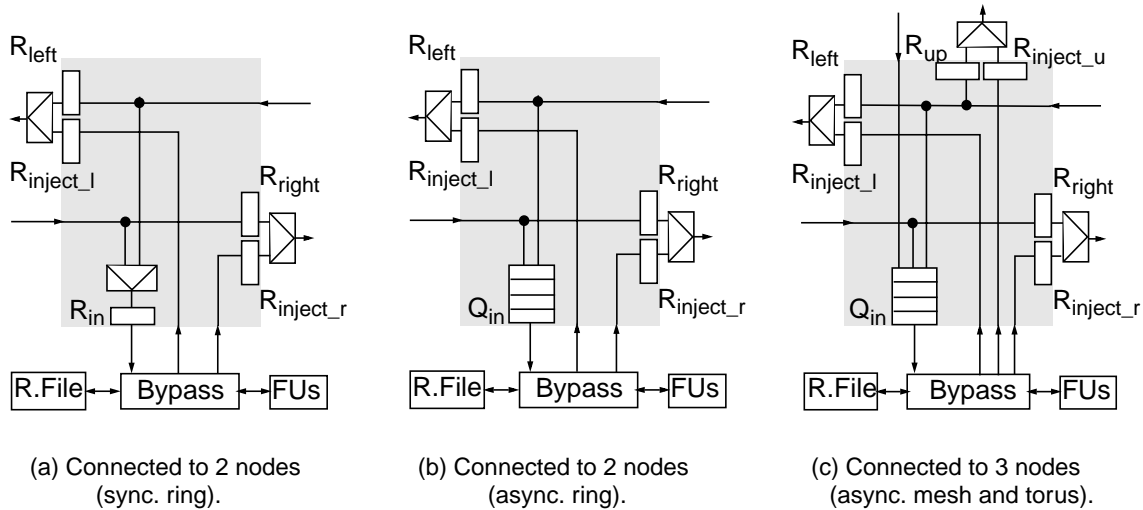 R_left
R_inject_l
R_right
R_in
R_inject_r
R.File
Bypass
FUs
(a) Connected to 2 nodes
(sync. ring).
R_left
R_inject_l
R_right
Q_in
R_inject_r
R.File
Bypass
FUs
(b) Connected to 2 nodes
(async. ring).
R_left
R_up
R_inject_u
R_inject_l
R_right
Q_in
R_inject_r
R.File
Bypass
FUs
(c) Connected to 3 nodes
(async. mesh and torus).